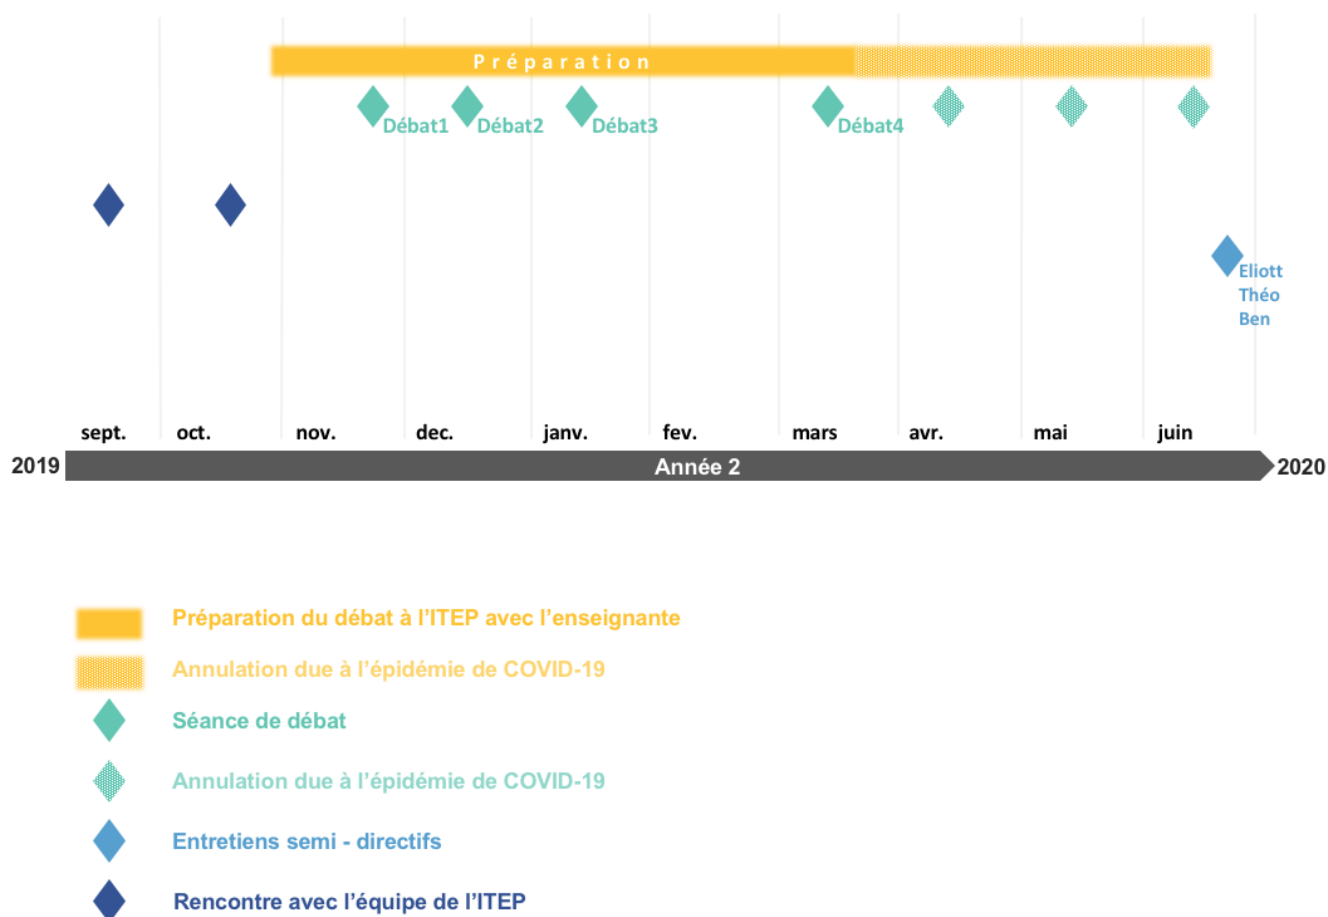 Préparation
Débat1
Débat2
Débat3
Débat4
Eliott
Théo
Ben
sept. oct. nov. dec. janv. fev. mars avr. mai juin
2019 Année 2 2020
Préparation du débat à l'ITEP avec l'enseignante
Annulation due à l'épidémie de COVID-19
Séance de débat
Annulation due à l'épidémie de COVID-19
Entretiens semi - directifs
Rencontre avec l'équipe de l'ITEP